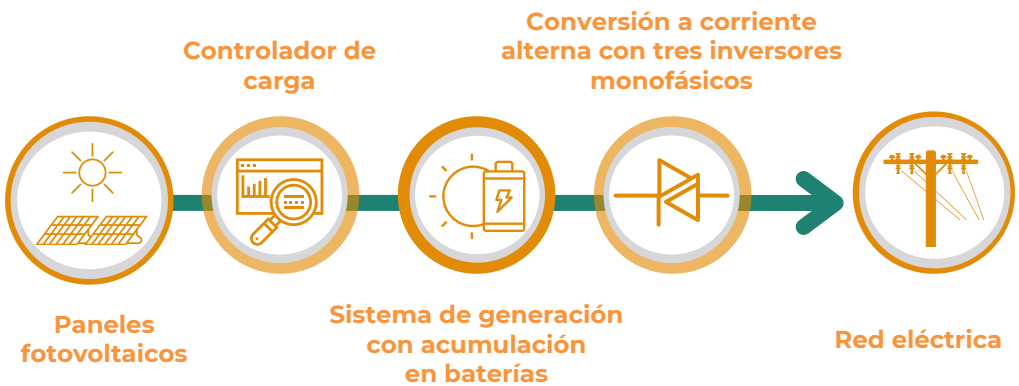 Paneles
fotovoltaicos
Controlador de
carga
Sistema de generación
con acumulación
en baterías
Conversión a corriente
alterna con tres inversores
monofásicos
Red eléctrica